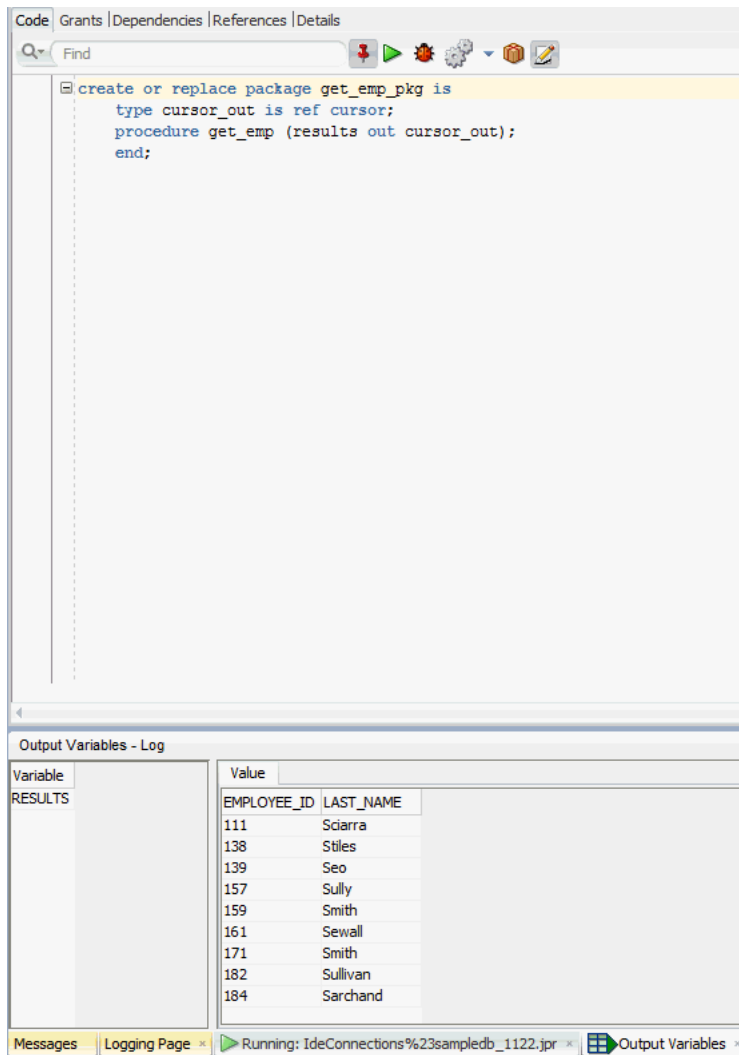 Code Grants |Dependencies |References |Details
Find
create or replace package get_emp_pkg is
type cursor_out is ref cursor;
procedure get_emp (results out cursor_out);
end;
Output Variables - Log
Variable
RESULTS
Value
EMPLOYEE_ID LAST_NAME
111 Sciarra
138 Stiles
139 Seo
157 Sully
159 Smith
161 Sewall
171 Smith
182 Sullivan
184 Sarchand
Messages Logging Page × Running: IdeConnections%23sampledb_1122.jpr × Output Variables ×